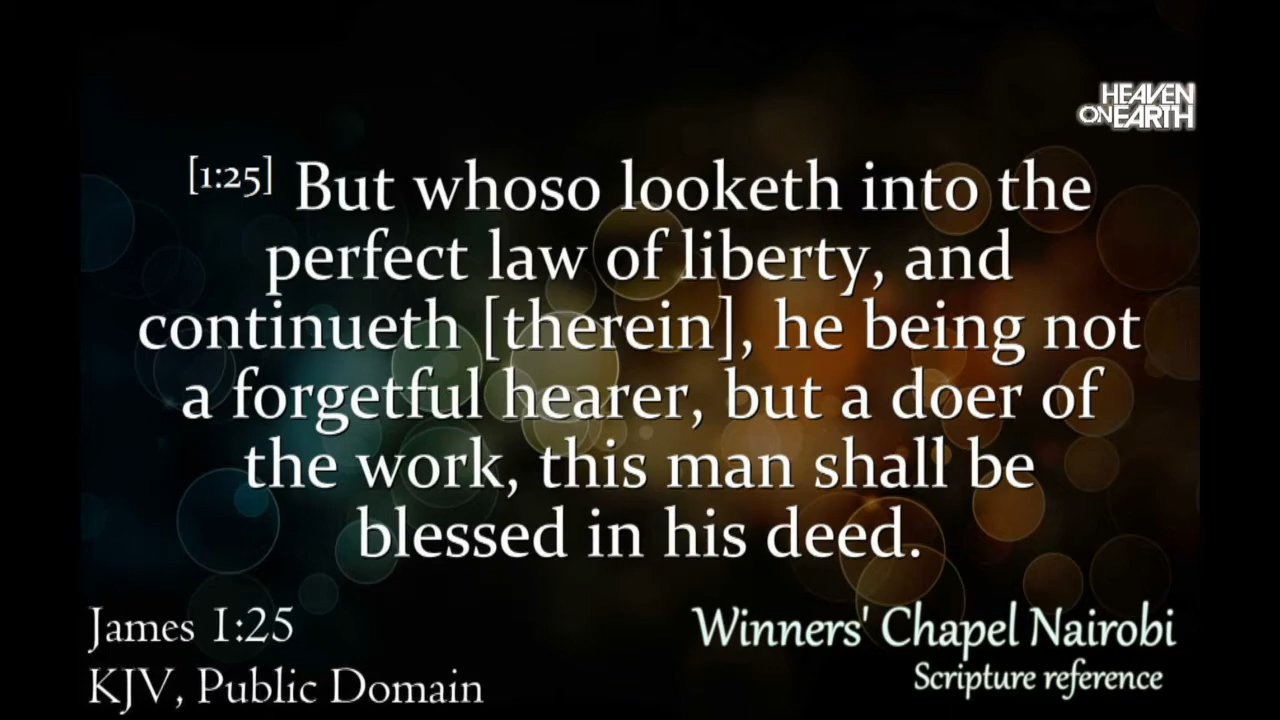 HEAVEN
ON EARTH
[1:25] But whoso looketh into the
perfect law of liberty, and
continueth [therein], he being not
a forgetful hearer, but a doer of
the work, this man shall be
blessed in his deed.
James 1:25
KJV, Public Domain
Winners' Chapel Nairobi
Scripture reference